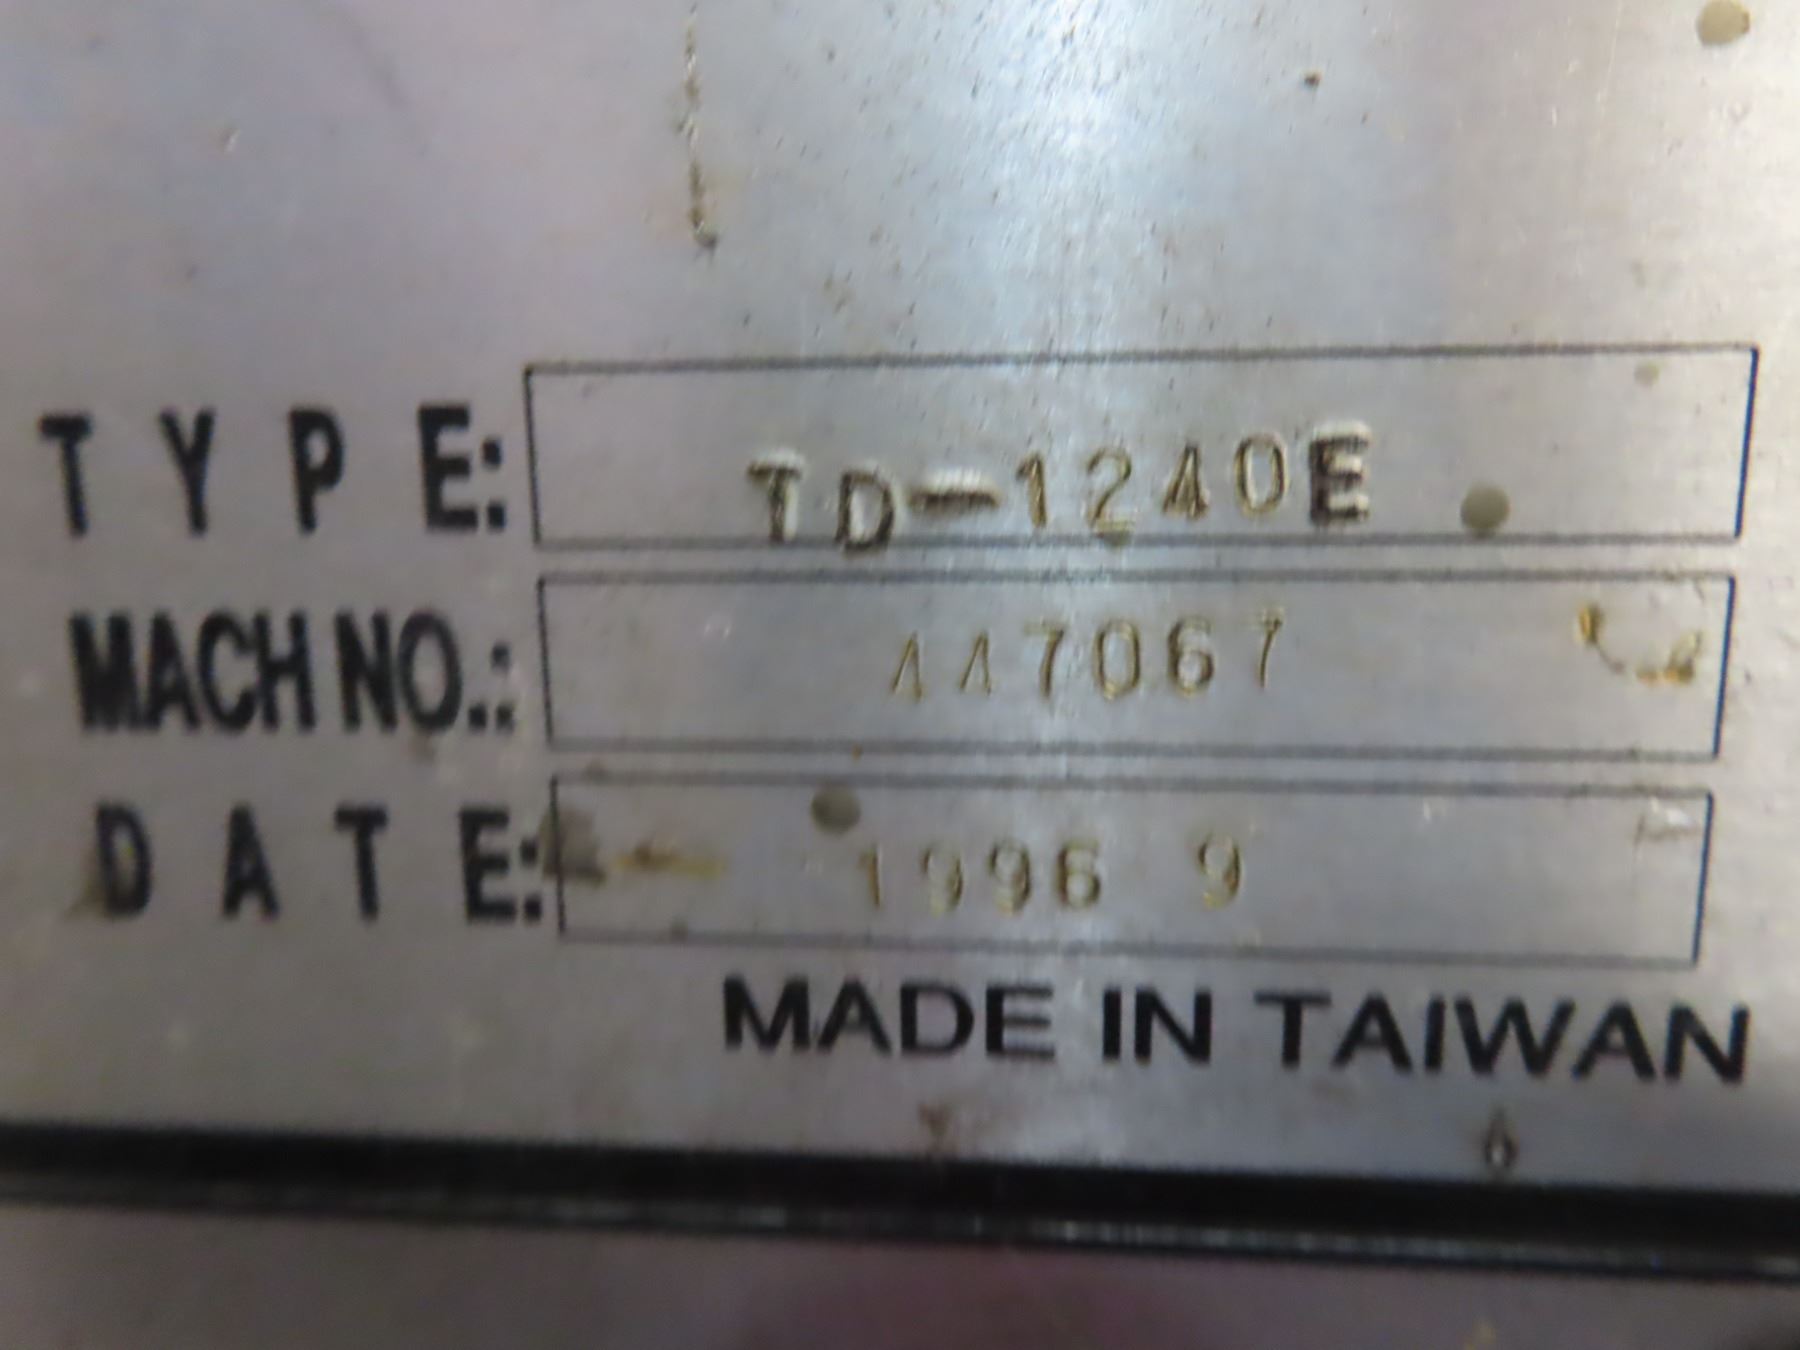 TYPE: TD-1240E
MACH NO.: 447067
DATE: 1996 9
MADE IN TAIWAN